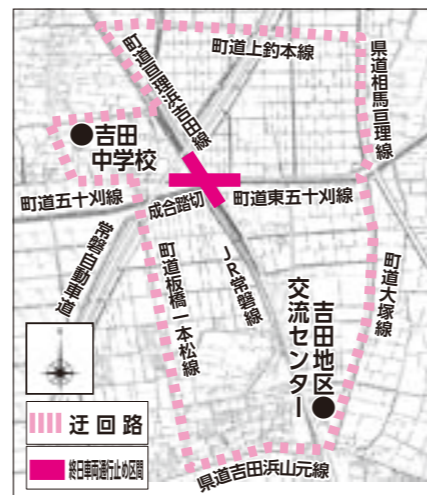 町道亘理浜吉田線
町道上釣本線
県道相馬亘理線
吉田
中学校
町道五十刈線
成合踏切
町道東五十刈線
常磐自動車道
町道板橋一本松線
JR常磐線
吉田地区
交流センター
町道大塚線
迂回路
終日車両通行止め区間
県道吉田浜山元線